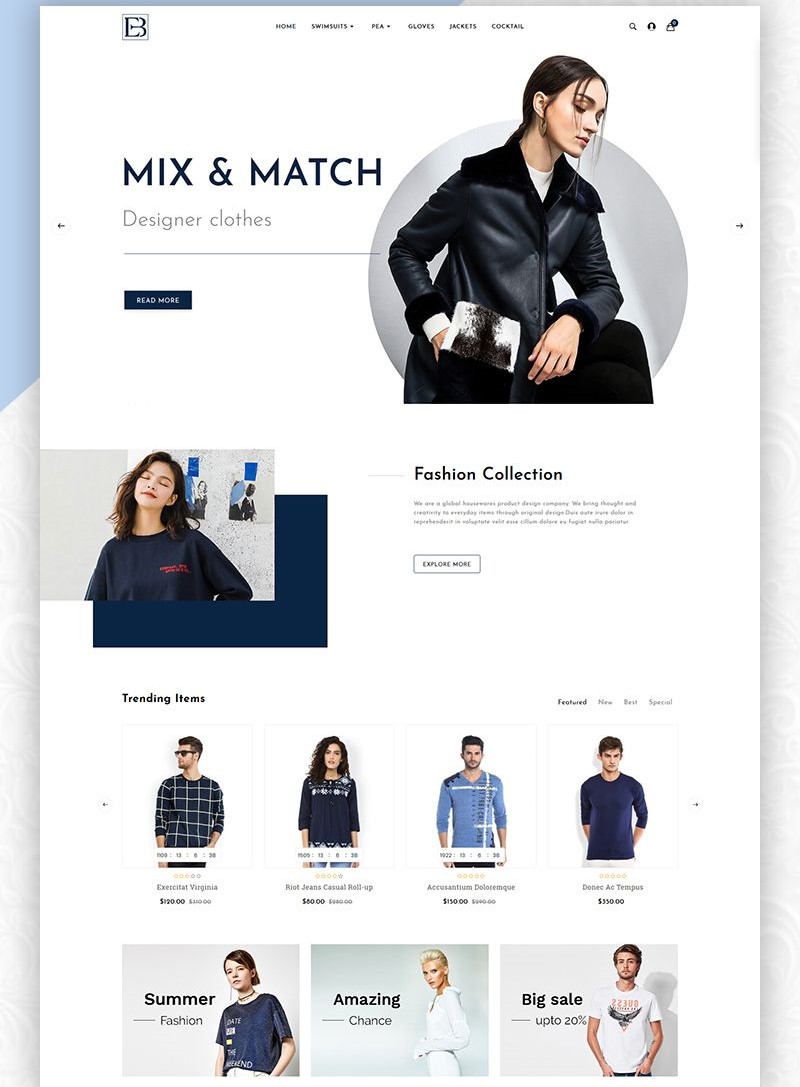 EB
HOME SWIMSUITS PEA GLOVES JACKETS COCKTAIL
0
MIX & MATCH
Designer clothes
READ MORE
Fashion Collection
We are a global housewares product design company. We bring thought and
creativity to everyday items through original design.Duis aute irure dolor in
reprehenderit in voluptate velit esse cillum dolore eu fugiat nulla pariatur.
EXPLORE MORE
Trending Items
Featured New Best Special
1109 : 13 : 6 : 38
1505 : 13 : 6 : 38
1922 : 13 : 6 : 38
Exercitat Virginia
$120.00 $310.00
Riot Jeans Casual Roll-up
$80.00 $280.00
Accusantium Doloremque
$150.00 $290.00
Donec Ac Tempus
$350.00
Summer
Fashion
DATE
THE
WEEKEND
Amazing
Chance
Big sale
upto 20%
GUESS